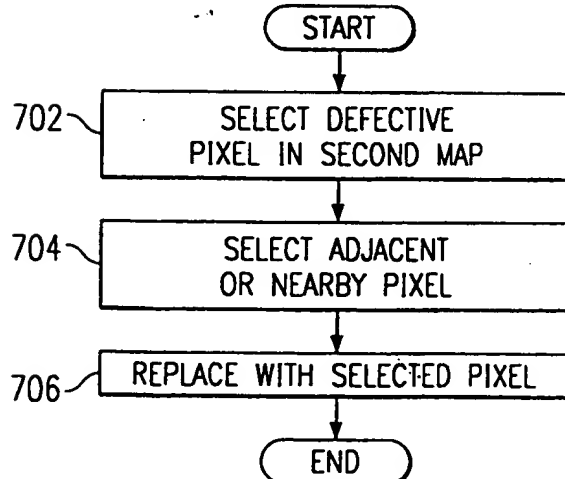 START
702
SELECT DEFECTIVE
PIXEL IN SECOND MAP
704
SELECT ADJACENT
OR NEARBY PIXEL
706
REPLACE WITH SELECTED PIXEL
END